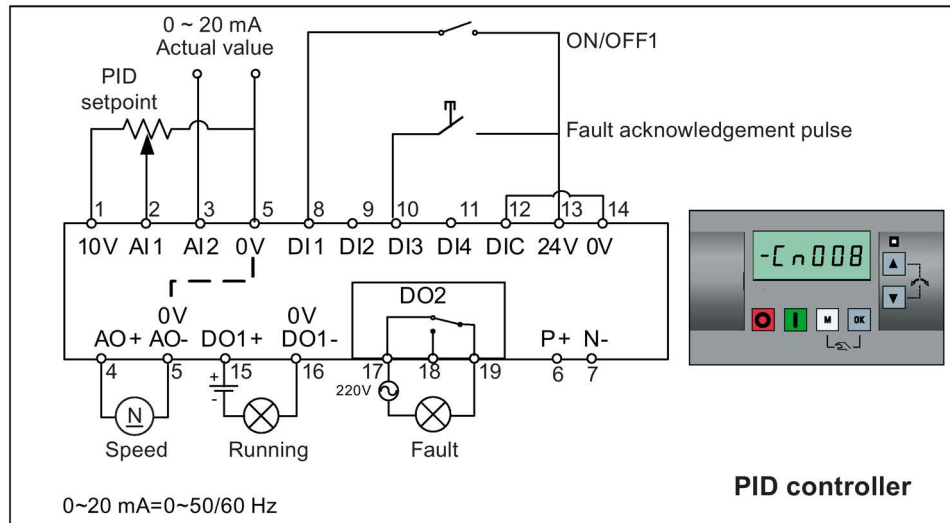 0 ~ 20 mA
Actual value
PID
setpoint
ON/OFF1
Fault acknowledgement pulse
1 2 3 5 8 9 10 11 12 13 14
10V AI1 AI2 0V DI1 DI2 DI3 DI4 DIC 24V 0V
-Cn008
DO2
0V 0V
AO+ AO- DO1+ DO1- P+ N-
4 5 15 16 17 18 19 6 7
+
-
220V
N
M OK
Speed Running Fault
0~20 mA=0~50/60 Hz
PID controller